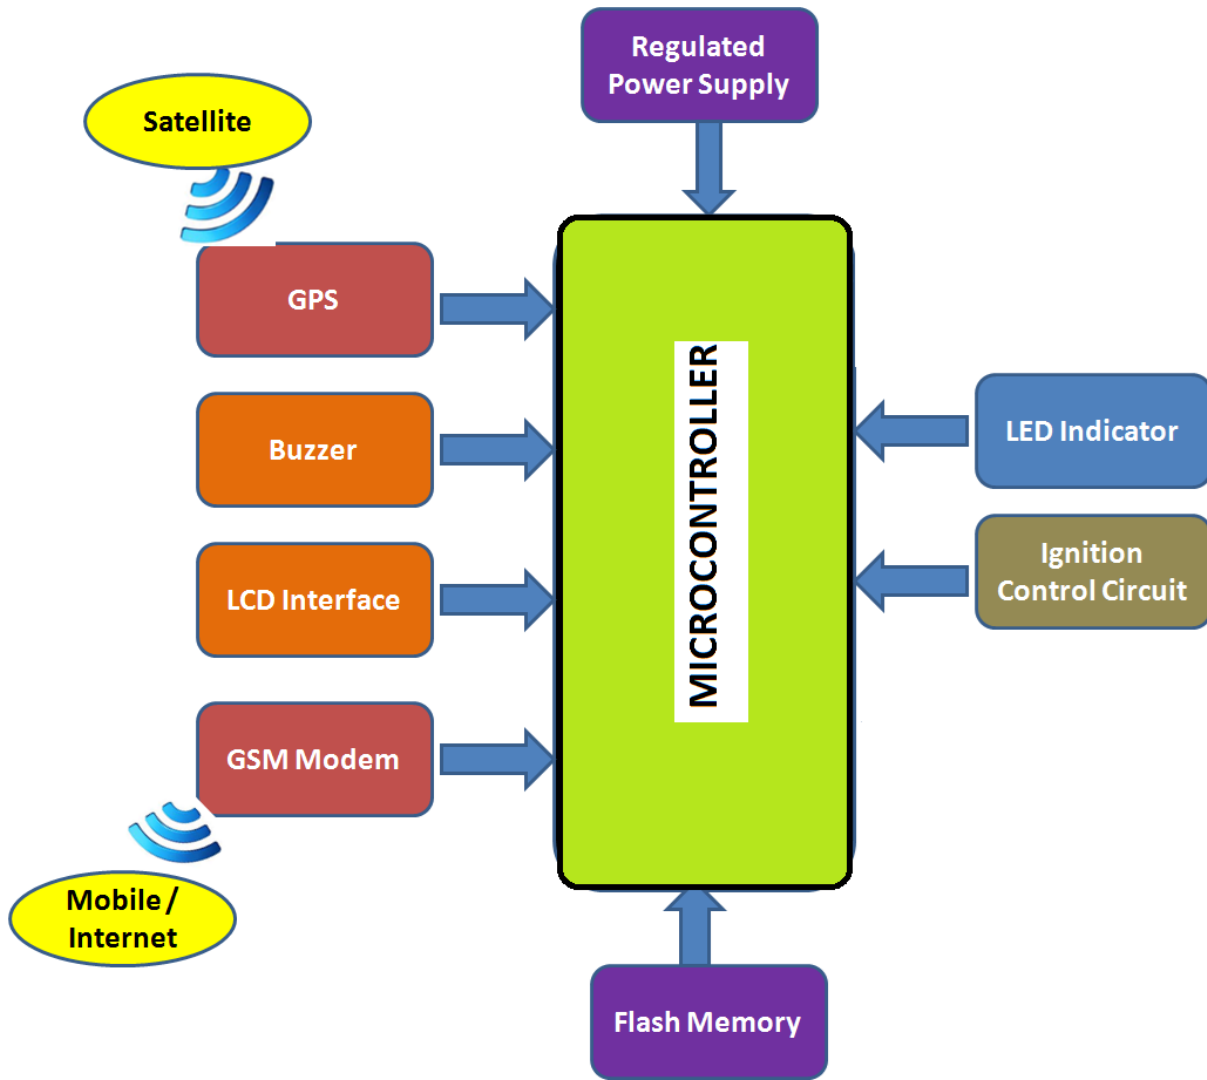 Regulated
Power Supply
Satellite
GPS
Buzzer
LCD Interface
GSM Modem
Mobile /
Internet
MICROCONTROLLER
LED Indicator
Ignition
Control Circuit
Flash Memory